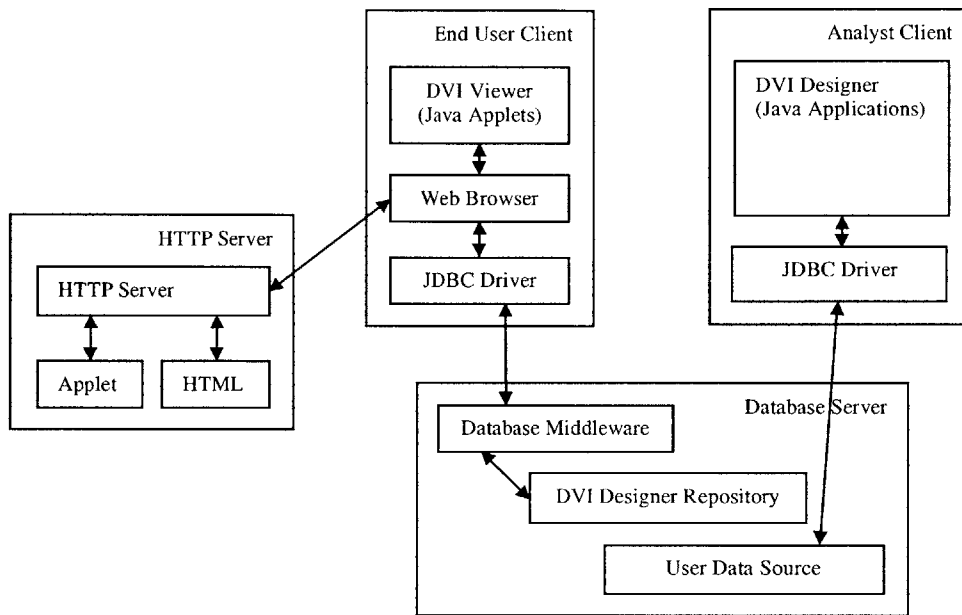 End User Client
DVI Viewer
(Java Applets)
Web Browser
JDBC Driver
Analyst Client
DVI Designer
(Java Applications)
JDBC Driver
HTTP Server
HTTP Server
Applet
HTML
Database Server
Database Middleware
DVI Designer Repository
User Data Source